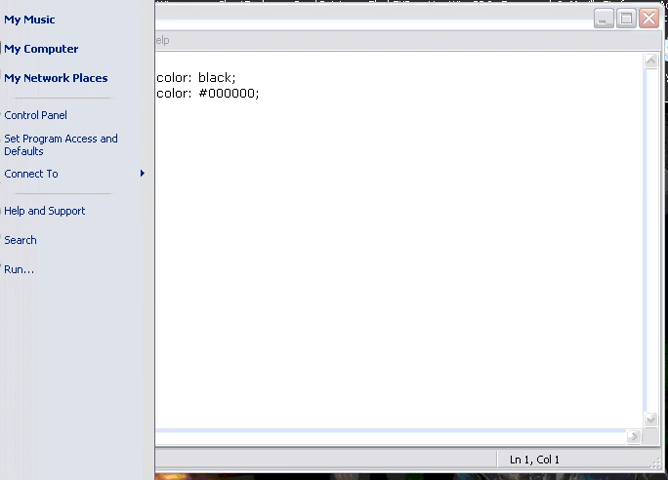 My Music
My Computer
My Network Places
Control Panel
Set Program Access and
Defaults
Connect To
Help and Support
Search
Run...
elp
color: black;
color: #000000;
Ln 1, Col 1